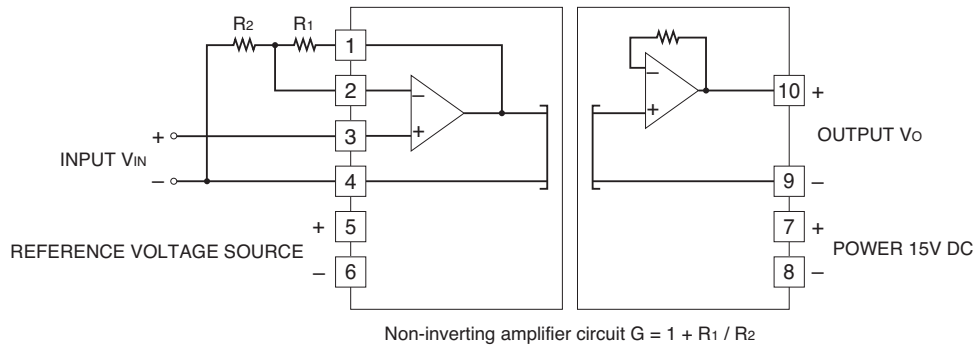 R2 R1
1
2
3
4
5
6
– +
+
INPUT VIN
–
+
REFERENCE VOLTAGE SOURCE
–
– +
10 +
OUTPUT VO
9 –
7 +
POWER 15V DC
8 –
Non-inverting amplifier circuit G = 1 + R1 / R2